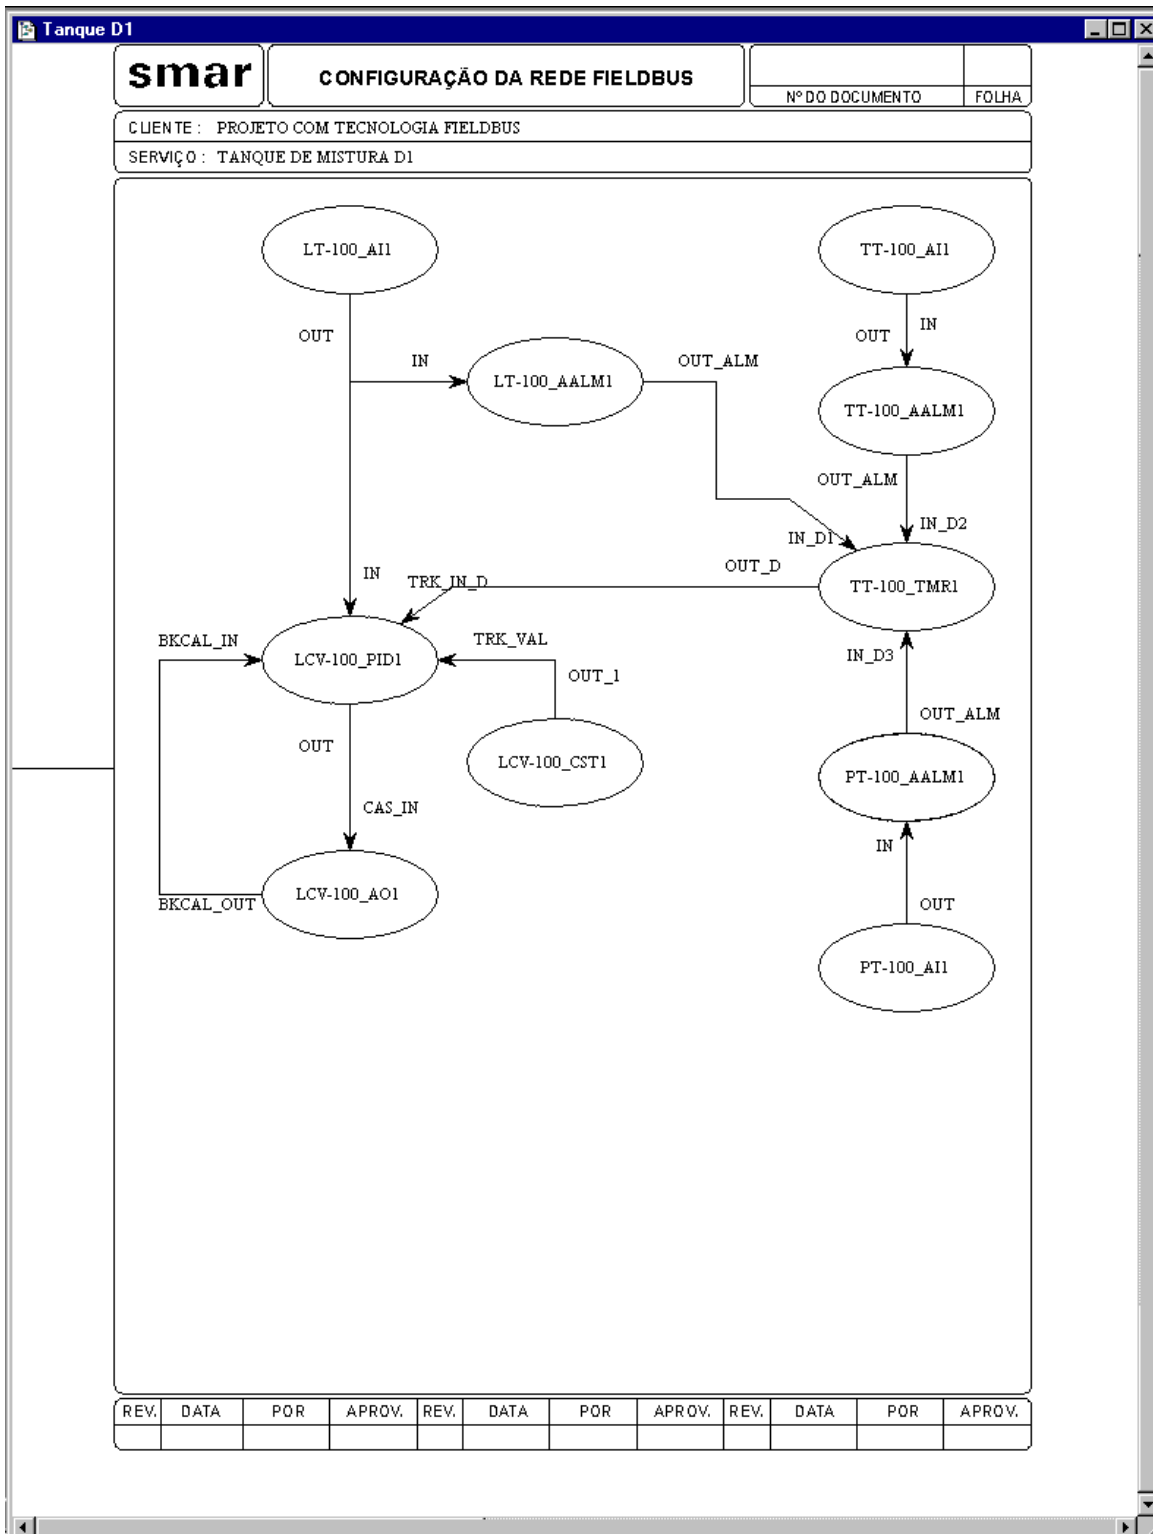 Tanque D1
smar
CONFIGURAÇÃO DA REDE FIELDBUS
Nº DO DOCUMENTO
FOLHA
CLIENTE : PROJETO COM TECNOLOGIA FIELDBUS
SERVIÇO : TANQUE DE MISTURA D1
LT-100_AI1
TT-100_AI1
OUT
OUT
IN
IN
LT-100_AALM1
OUT_ALM
TT-100_AALM1
OUT_ALM
IN_D1
IN_D2
IN
TRK_IN_D
OUT_D
TT-100_TMR1
BKCAL_IN
LCV-100_PID1
TRK_VAL
OUT_1
IN_D3
OUT
LCV-100_CST1
OUT_ALM
PT-100_AALM1
CAS_IN
IN
BKCAL_OUT
LCV-100_AO1
OUT
PT-100_AI1
REV. DATA POR APROV. REV. DATA POR APROV. REV. DATA POR APROV.